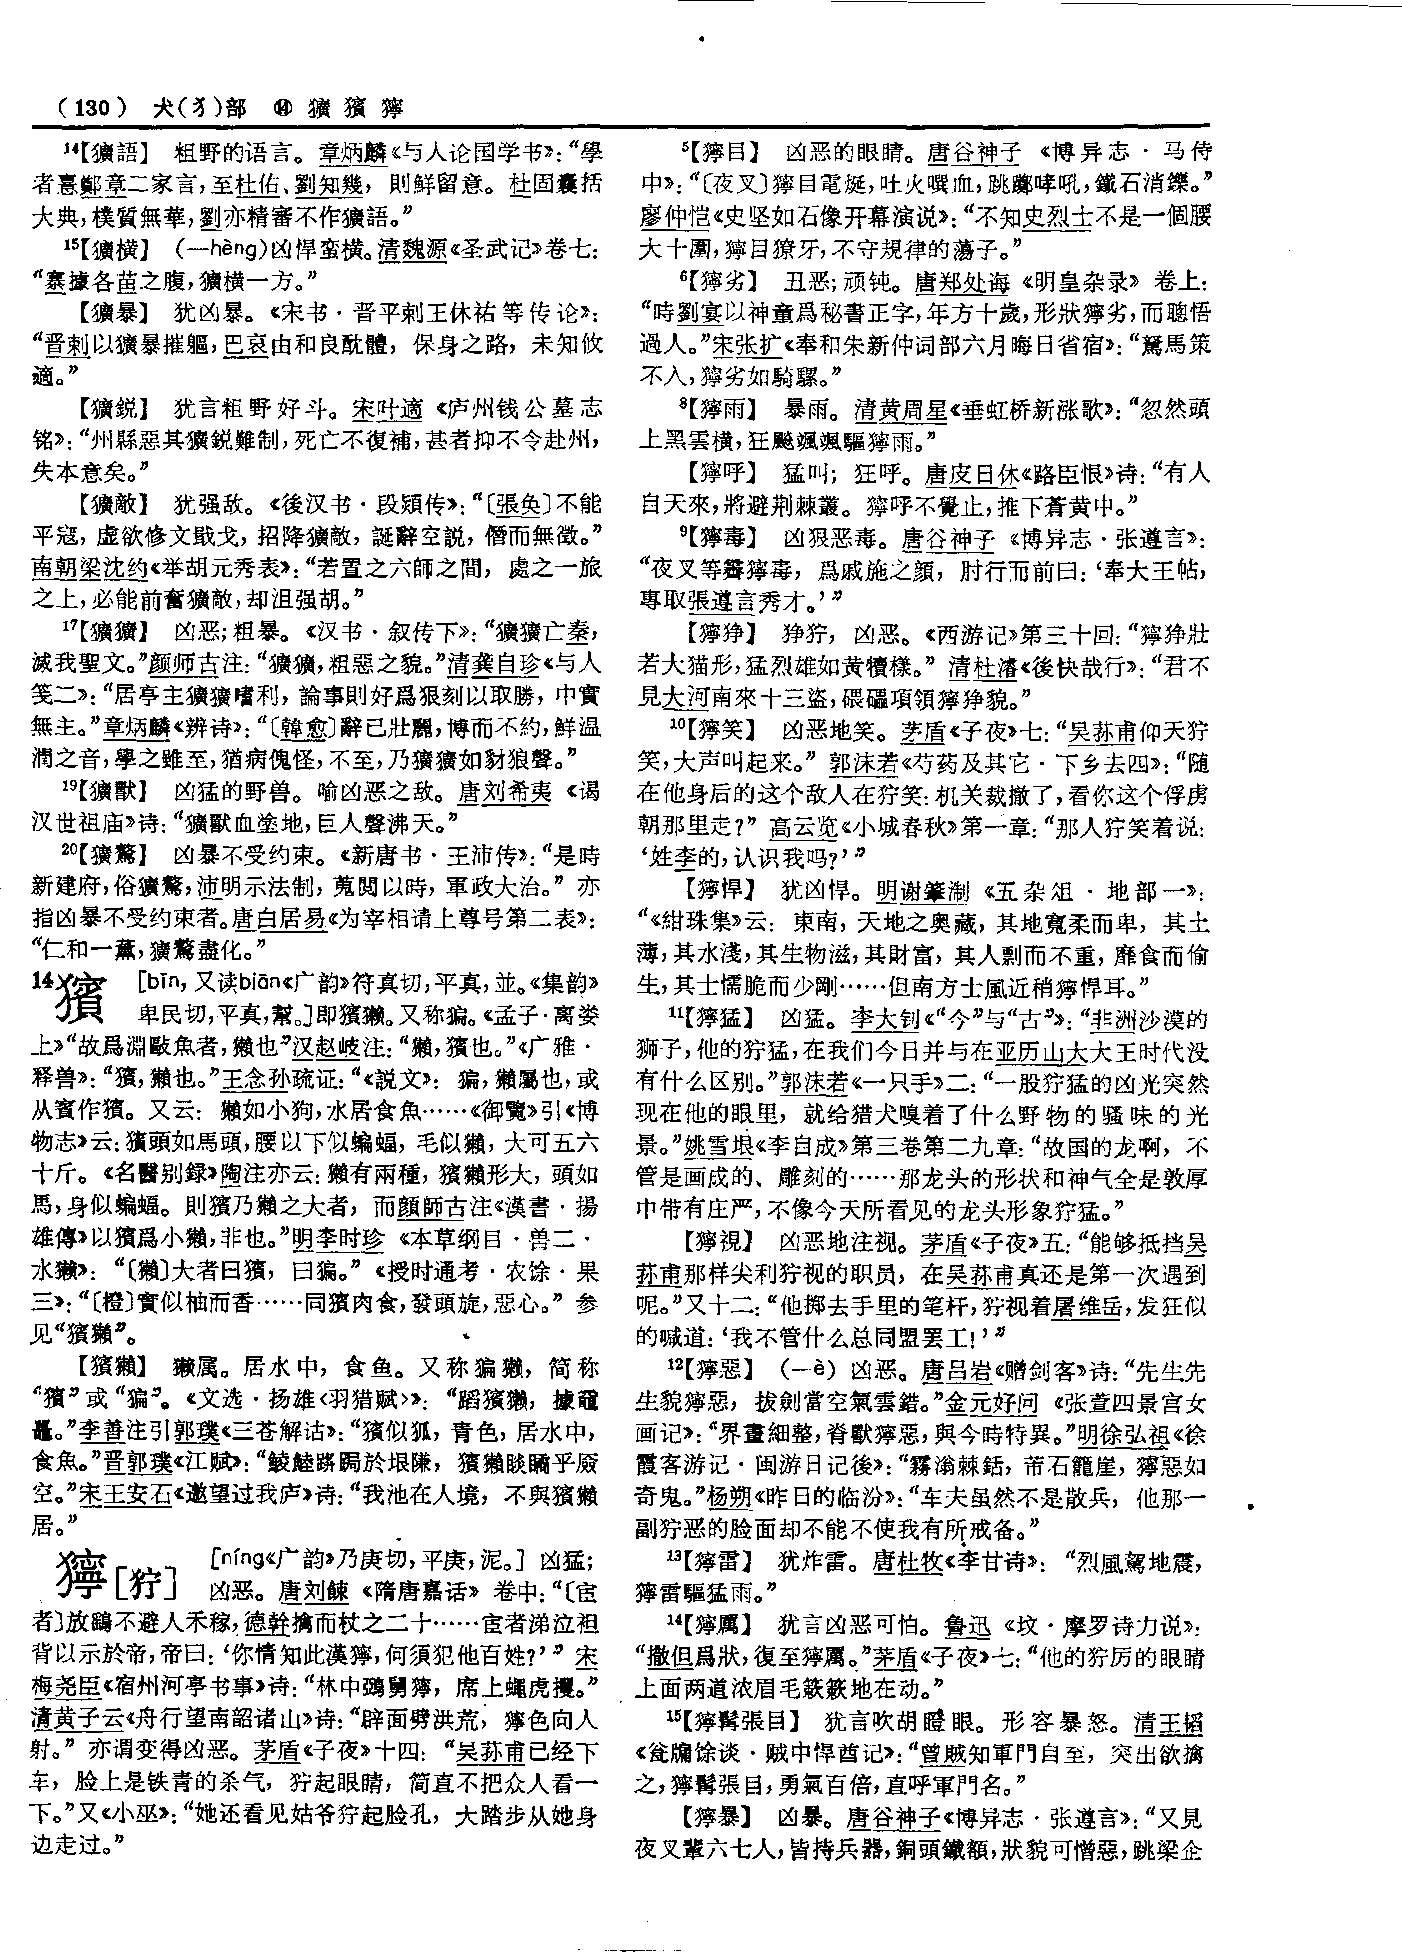 （130） 犬(犭)部 ⑭ 獷 獱 獰
¹⁴【獷語】 粗野的语言。章炳麟《与人论国学书》：“學
者憙鄭章二家言，至杜佑、劉知幾，則鮮留意。杜固囊括
大典，樸質無華，劉亦精審不作獷語。”
¹⁵【獷横】 （—hèng）凶悍蛮横。清魏源《圣武记》卷七：
“寨據各苗之腹，獷橫一方。”
【獷暴】 犹凶暴。《宋书·晋平剌王休祐等传论》：
“晋剌以獷暴摧軀，巴哀由和良酖體，保身之路，未知攸
適。”
【獷鋭】 犹言粗野好斗。宋叶適《庐州钱公墓志
铭》：“州縣惡其獷鋭難制，死亡不復補，甚者抑不令赴州，
失本意矣。”
【獷敵】 犹强敌。《後汉书·段熲传》：“〔張奂〕不能
平寇，虚欲修文戢戈，招降獷敵，誕辭空説，僭而無徵。”
南朝梁沈约《举胡元秀表》：“若置之六師之間，處之一旅
之上，必能前奮獷敵，却沮强胡。”
¹⁷【獷獷】 凶恶；粗暴。《汉书·叙传下》：“獷獷亡秦，
滅我聖文。”颜师古注：“獷獷，粗惡之貌。”清龚自珍《与人
笺二》：“居亭主獷獷嗜利，論事則好爲狠刻以取勝，中實
無主。”章炳麟《辨诗》：“〔韓愈〕辭已壯麗，博而不約，鮮温
潤之音，學之雖至，猶病傀怪，不至，乃獷獷如豺狼聲。”
¹⁹【獷獸】 凶猛的野兽。喻凶恶之敌。唐刘希夷《谒
汉世祖庙》诗：“獷獸血塗地，巨人聲沸天。”
²⁰【獷驁】 凶暴不受约束。《新唐书·王沛传》：“是時
新建府，俗獷驁，沛明示法制，蒐閲以時，軍政大治。”亦
指凶暴不受约束者。唐白居易《为宰相请上尊号第二表》：
“仁和一薰，獷驁盡化。”
14獱 [bīn，又读biān《广韵》符真切，平真，並。《集韵》
卑民切，平真，幫。]即獱獺。又称猵。《孟子·离娄
上》“故爲淵敺魚者，獺也”汉赵岐注：“獺，獱也。”《广雅·
释兽》：“獱，獺也。”王念孙疏证：“《説文》：猵，獺屬也，或
从賓作獱。又云：獺如小狗，水居食魚……《御覽》引《博
物志》云：獱頭如馬頭，腰以下似蝙蝠，毛似獺，大可五六
十斤。《名醫别録》陶注亦云：獺有兩種，獱獺形大，頭如
馬，身似蝙蝠。則獱乃獺之大者，而顔師古注《漢書·揚
雄傳》以獱爲小獺，非也。”明李时珍《本草纲目·兽二·
水獭》：“〔獺〕大者曰獱，曰猵。”《授时通考·农馀·果
三》：“〔橙〕實似柚而香……同獱肉食，發頭旋，惡心。”参
见“獱獺”。
【獱獺】 獭属。居水中，食鱼。又称猵獭，简称
“獱”或“猵”。《文选·扬雄〈羽猎赋〉》：“蹈獱獺，據黿
鼉。”李善注引郭璞《三苍解诂》：“獱似狐，青色，居水中，
食魚。”晋郭璞《江赋》：“鯪鯥踦跼於垠隒，獱獺睒瞲乎厱
空。”宋王安石《邀望过我庐》诗：“我池在人境，不與獱獺
居。”
獰[狞] [níng《广韵》乃庚切，平庚，泥。] 凶猛；
凶恶。唐刘餗《隋唐嘉话》卷中：“〔宦
者〕放鷂不避人禾稼，德幹擒而杖之二十……宦者涕泣袒
背以示於帝，帝曰：‘你情知此漢獰，何須犯他百姓？’”宋
梅尧臣《宿州河亭书事》诗：“林中鵶舅獰，席上蠅虎攫。”
清黄子云《舟行望南韶诸山》诗：“辟面劈洪荒，獰色向人
射。”亦谓变得凶恶。茅盾《子夜》十四：“吴荪甫已经下
车，脸上是铁青的杀气，狞起眼睛，简直不把众人看一
下。”又《小巫》：“她还看见姑爷狞起脸孔，大踏步从她身
边走过。”
⁵【獰目】 凶恶的眼睛。唐谷神子《博异志·马侍
中》：“〔夜叉〕獰目電煭，吐火噀血，跳躑哮吼，鐵石消鑠。”
廖仲恺《史坚如石像开幕演说》：“不知史烈士不是一個腰
大十圍，獰目獠牙，不守規律的蕩子。”
⁶【獰劣】 丑恶；顽钝。唐郑处诲《明皇杂录》卷上：
“時劉宴以神童爲秘書正字，年方十歲，形狀獰劣，而聰悟
過人。”宋张扩《奉和朱新仲词部六月晦日省宿》：“駑馬策
不入，獰劣如騎騾。”
⁸【獰雨】 暴雨。清黄周星《垂虹桥新涨歌》：“忽然頭
上黑雲横，狂颷颯颯驅獰雨。”
【獰呼】 猛叫；狂呼。唐皮日休《路臣恨》诗：“有人
自天來，將避荆棘叢。獰呼不覺止，推下蒼黄中。”
⁹【獰毒】 凶狠恶毒。唐谷神子《博异志·张遵言》：
“夜叉等霽獰毒，爲戚施之顔，肘行而前曰：‘奉大王帖，
專取張遵言秀才。’”
【獰狰】 狰狞，凶恶。《西游记》第三十回：“獰狰壯
若大猫形，猛烈雄如黄犢樣。”清杜濬《後快哉行》：“君不
見大河南來十三盜，碨礧項領獰狰貌。”
¹⁰【獰笑】 凶恶地笑。茅盾《子夜》七：“吴荪甫仰天狞
笑，大声叫起来。”郭沫若《芍药及其它·下乡去四》：“随
在他身后的这个敌人在狞笑：机关裁撤了，看你这个俘虏
朝那里走？”高云览《小城春秋》第一章：“那人狞笑着说：
‘姓李的，认识我吗？’”
【獰悍】 犹凶悍。明谢肇淛《五杂俎·地部一》：
“《紺珠集》云：東南，天地之奥藏，其地寬柔而卑，其土
薄，其水淺，其生物滋，其財富，其人剽而不重，靡食而偷
生，其士懦脆而少剛……但南方士風近稍獰悍耳。”
¹¹【獰猛】 凶猛。李大钊《“今”与“古”》：“非洲沙漠的
狮子，他的狞猛，在我们今日并与在亚历山大大王时代没
有什么区别。”郭沫若《一只手》二：“一股狞猛的凶光突然
现在他的眼里，就给猎犬嗅着了什么野物的骚味的光
景。”姚雪垠《李自成》第三卷第二九章：“故国的龙啊，不
管是画成的、雕刻的……那龙头的形状和神气全是敦厚
中带有庄严，不像今天所看见的龙头形象狞猛。”
【獰視】 凶恶地注视。茅盾《子夜》五：“能够抵挡吴
荪甫那样尖利狞视的职员，在吴荪甫真还是第一次遇到
呢。”又十二：“他掷去手里的笔杆，狞视着屠维岳，发狂似
的喊道：‘我不管什么总同盟罢工！’”
¹²【獰惡】 （—è）凶恶。唐吕岩《赠剑客》诗：“先生先
生貌獰惡，拔劍當空氣雲錯。”金元好问《张萱四景宫女
画记》：“界畫細整，脊獸獰惡，與今時特異。”明徐弘祖《徐
霞客游记·闽游日记後》：“霧滃棘銛，芾石籠崖，獰惡如
奇鬼。”杨朔《昨日的临汾》：“车夫虽然不是散兵，他那一
副狞恶的脸面却不能不使我有所戒备。”
¹³【獰雷】 犹炸雷。唐杜牧《李甘诗》：“烈風駕地震，
獰雷驅猛雨。”
¹⁴【獰厲】 犹言凶恶可怕。鲁迅《坟·摩罗诗力说》：
“撒但爲狀，復至獰厲。”茅盾《子夜》七：“他的狞厉的眼睛
上面两道浓眉毛簌簌地在动。”
¹⁵【獰髯張目】 犹言吹胡瞪眼。形容暴怒。清王韬
《瓮牖馀谈·贼中悍酋记》：“曾贼知軍門自至，突出欲擒
之，獰髯張目，勇氣百倍，直呼軍門名。”
【獰暴】 凶暴。唐谷神子《博异志·张遵言》：“又見
夜叉輩六七人，皆持兵器，銅頭鐵額，狀貌可憎惡，跳梁企